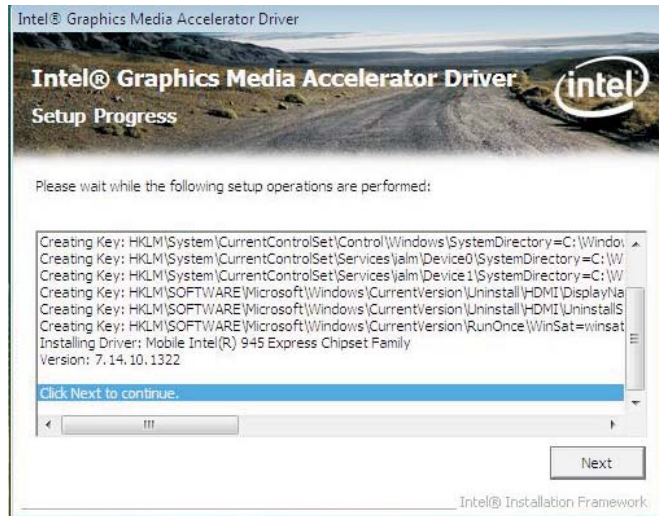 Intel® Graphics Media Accelerator Driver
Intel® Graphics Media Accelerator Driver
intel
Setup Progress
Please wait while the following setup operations are performed:
Creating Key: HKLM\System\CurrentControlSet\Control\Windows\SystemDirectory=C:\Window
Creating Key: HKLM\System\CurrentControlSet\Services\ialm\Device0\SystemDirectory=C:\W
Creating Key: HKLM\System\CurrentControlSet\Services\ialm\Device1\SystemDirectory=C:\W
Creating Key: HKLM\SOFTWARE\Microsoft\Windows\CurrentVersion\Uninstall\HDMI\DisplayNa
Creating Key: HKLM\SOFTWARE\Microsoft\Windows\CurrentVersion\Uninstall\HDMI\UninstallS
Creating Key: HKLM\SOFTWARE\Microsoft\Windows\CurrentVersion\RunOnce\WinSat=winsat
Installing Driver: Mobile Intel(R) 945 Express Chipset Family
Version: 7.14.10.1322
Click Next to continue.
Next
Intel® Installation Framework